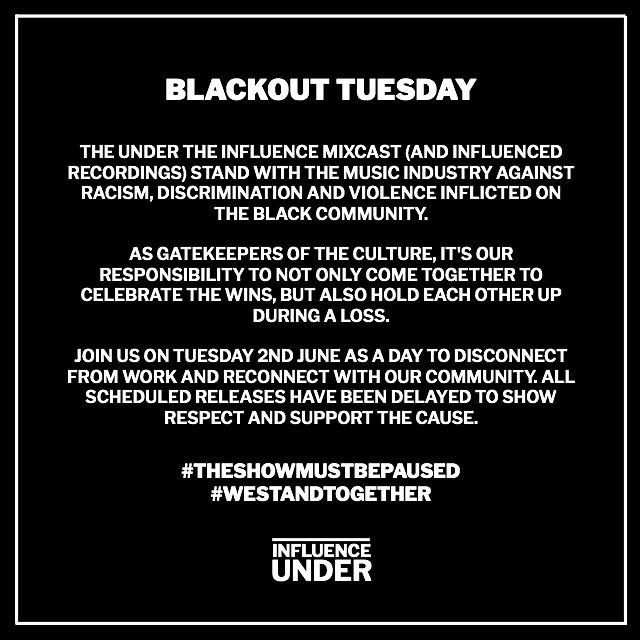 BLACKOUT TUESDAY
THE UNDER THE INFLUENCE MIXCAST (AND INFLUENCED
RECORDINGS) STAND WITH THE MUSIC INDUSTRY AGAINST
RACISM, DISCRIMINATION AND VIOLENCE INFLICTED ON
THE BLACK COMMUNITY.
AS GATEKEEPERS OF THE CULTURE, IT'S OUR
RESPONSIBILITY TO NOT ONLY COME TOGETHER TO
CELEBRATE THE WINS, BUT ALSO HOLD EACH OTHER UP
DURING A LOSS.
JOIN US ON TUESDAY 2ND JUNE AS A DAY TO DISCONNECT
FROM WORK AND RECONNECT WITH OUR COMMUNITY. ALL
SCHEDULED RELEASES HAVE BEEN DELAYED TO SHOW
RESPECT AND SUPPORT THE CAUSE.
#THESHOWMUSTBEPAUSED
#WESTANDTOGETHER
INFLUENCE
UNDER